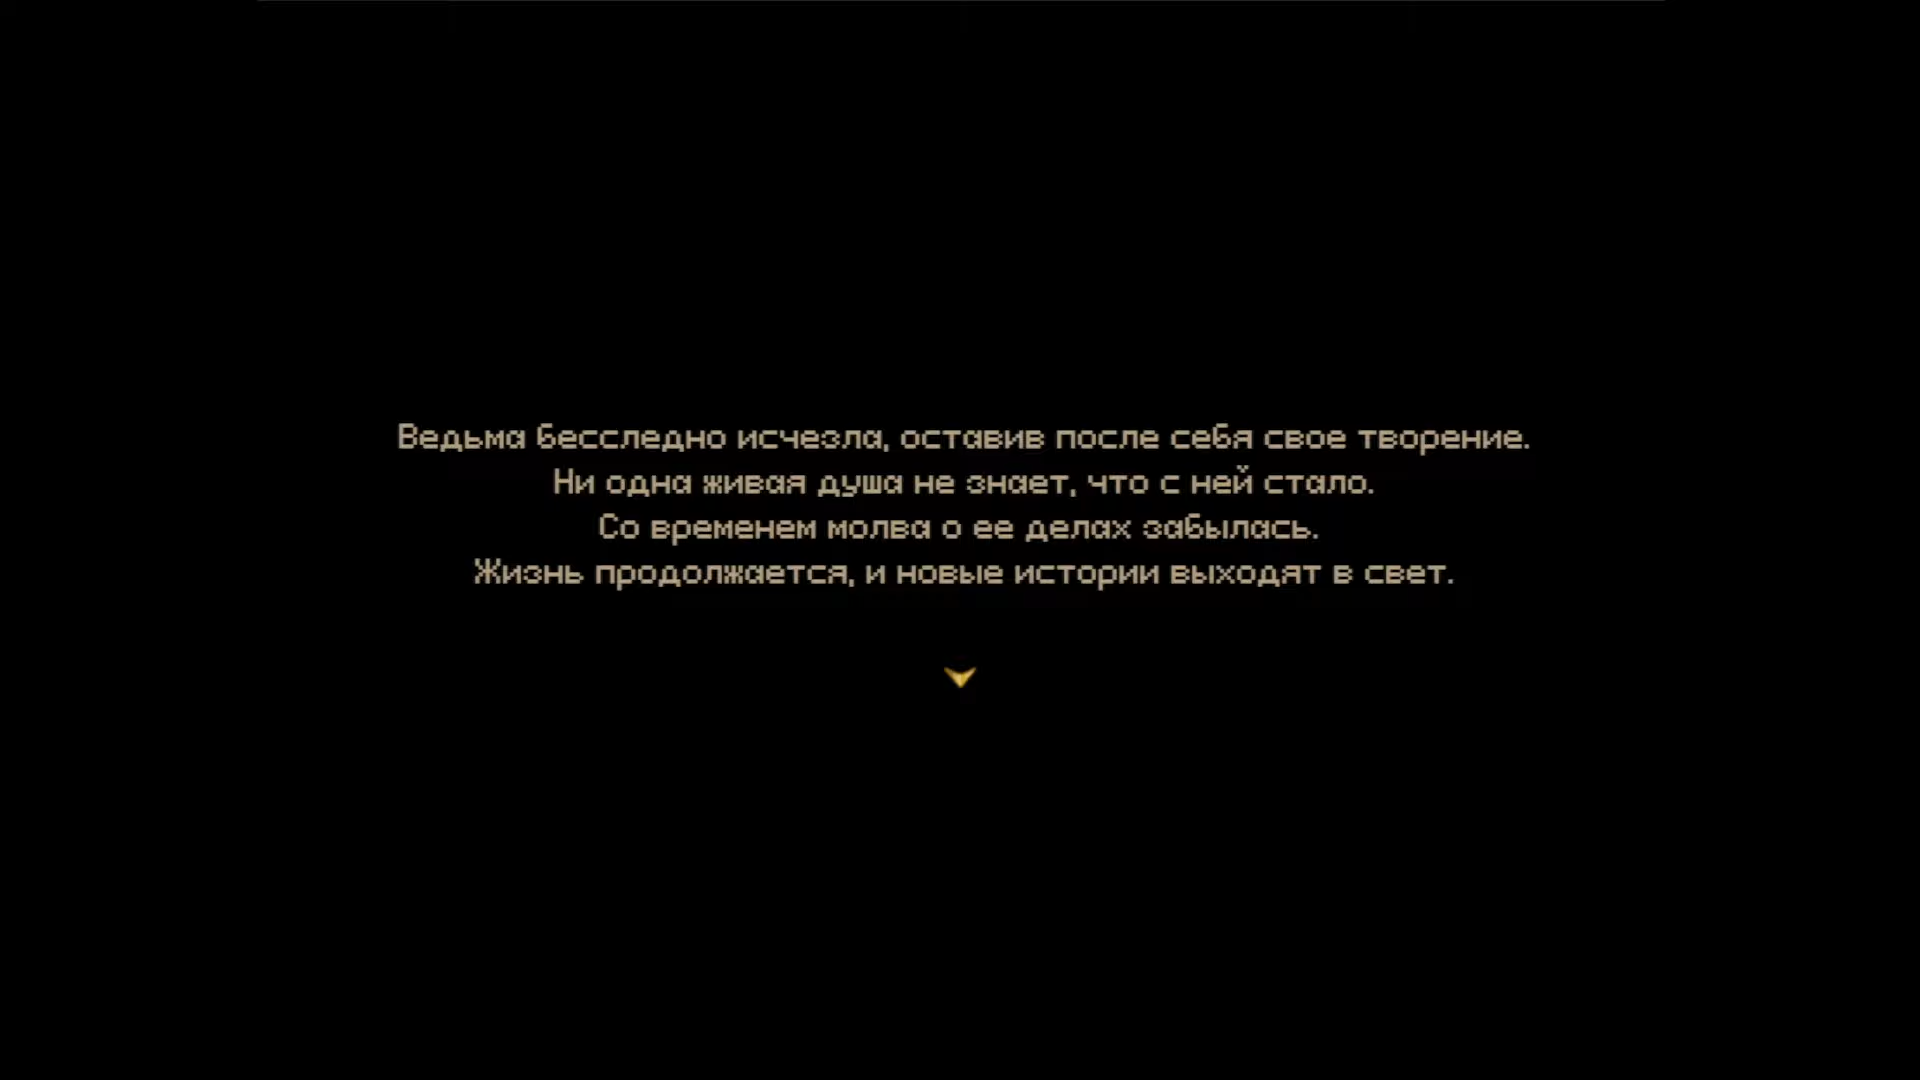 Ведьма бесследно исчезла, оставив после себя свое творение.
Ни одна живая душа не знает, что с ней стало.
Со временем молва о ее делах забылась.
Жизнь продолжается, и новые истории выходят в свет.